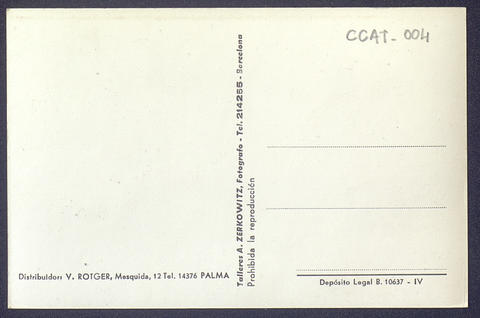 CCAT-004
Talleres A. ZERKOWITZ, Fotógrafo - Tel. 214255 - Barcelona
Prohibida la reproducción
Distribuidor: V. ROTGER, Mesquida, 12 Tel. 14376 PALMA
Depósito Legal B. 10637 - IV